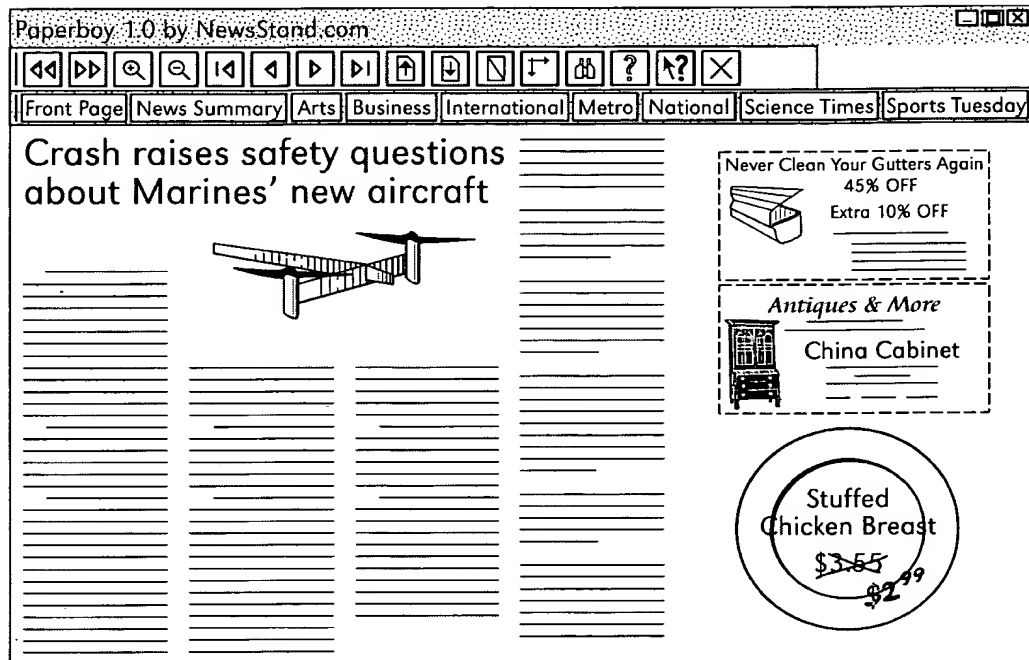 Paperboy 1.0 by NewsStand.com
Front Page News Summary Arts Business International Metro National Science Times Sports Tuesday
Crash raises safety questions
about Marines' new aircraft
Never Clean Your Gutters Again
45% OFF
Extra 10% OFF
Antiques & More
China Cabinet
Stuffed
Chicken Breast
$3.55
$2.99